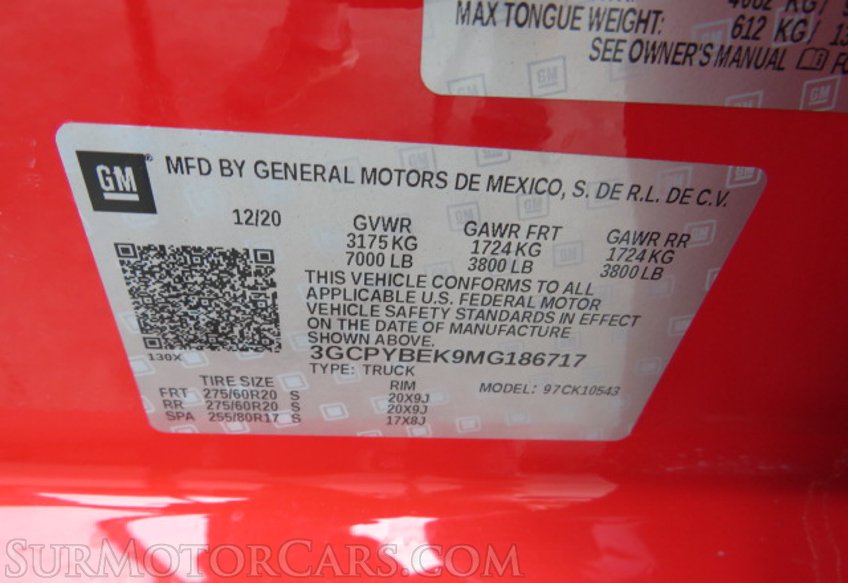 MAX TONGUE WEIGHT: 612 KG/
SEE OWNER'S MANUAL
GM
GM MFD BY GENERAL MOTORS DE MEXICO, S. DE R.L. DE C.V.
12/20 GVWR GAWR FRT GAWR RR
3175 KG 1724 KG 1724 KG
7000 LB 3800 LB 3800 LB
THIS VEHICLE CONFORMS TO ALL
APPLICABLE U.S. FEDERAL MOTOR
VEHICLE SAFETY STANDARDS IN EFFECT
ON THE DATE OF MANUFACTURE
SHOWN ABOVE.
130X 3GCPYBEK9MG186717
TYPE: TRUCK MODEL: 97CK10543
TIRE SIZE RIM
FRT 275/60R20 S 20X9J
RR 275/60R20 S 20X9J
SPA 255/80R17 S 17X8J
SurMotorCars.com